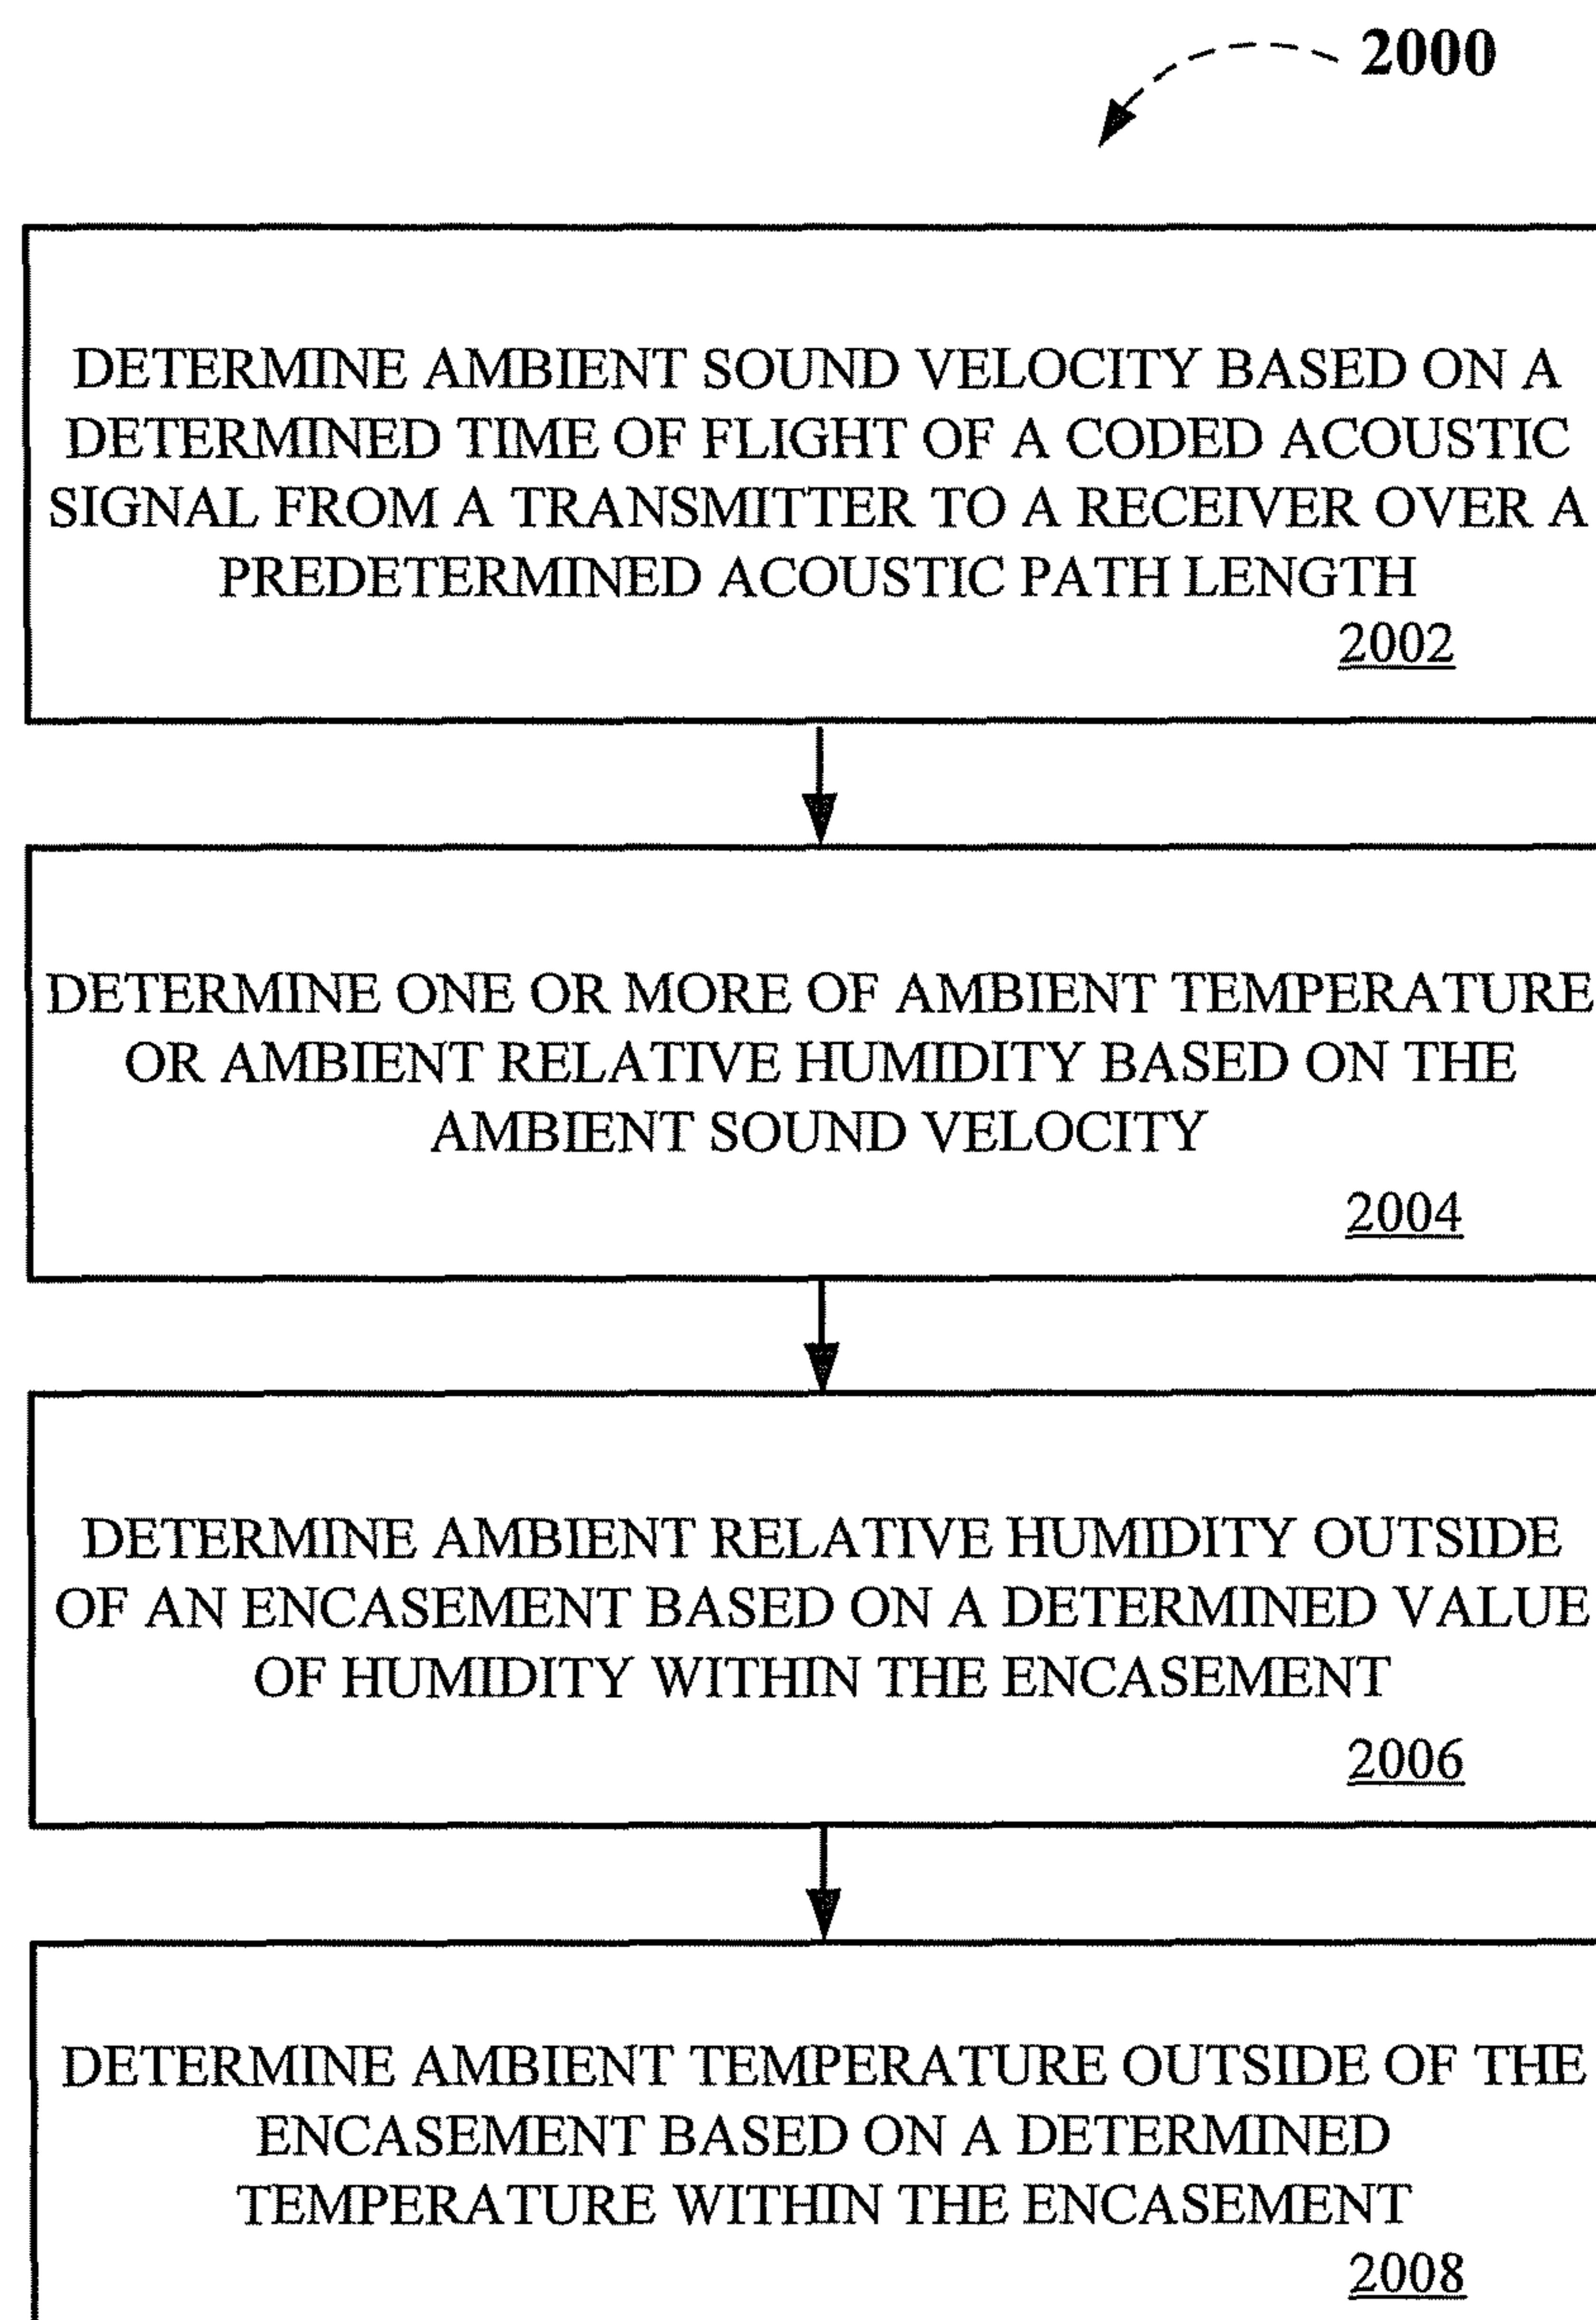 2000
DETERMINE AMBIENT SOUND VELOCITY BASED ON A
DETERMINED TIME OF FLIGHT OF A CODED ACOUSTIC
SIGNAL FROM A TRANSMITTER TO A RECEIVER OVER A
PREDETERMINED ACOUSTIC PATH LENGTH
2002
DETERMINE ONE OR MORE OF AMBIENT TEMPERATURE
OR AMBIENT RELATIVE HUMIDITY BASED ON THE
AMBIENT SOUND VELOCITY
2004
DETERMINE AMBIENT RELATIVE HUMIDITY OUTSIDE
OF AN ENCASEMENT BASED ON A DETERMINED VALUE
OF HUMIDITY WITHIN THE ENCASEMENT
2006
DETERMINE AMBIENT TEMPERATURE OUTSIDE OF THE
ENCASEMENT BASED ON A DETERMINED
TEMPERATURE WITHIN THE ENCASEMENT
2008